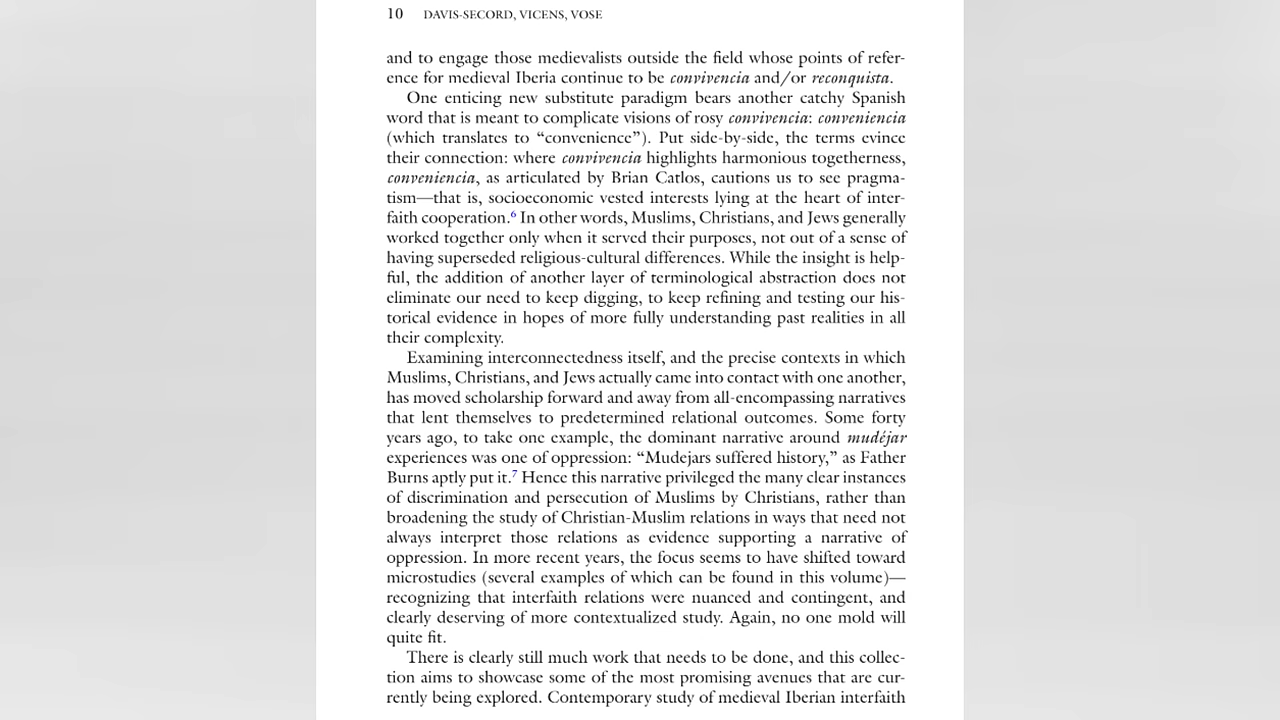 10 DAVIS-SECORD, VICENS, VOSE
and to engage those medievalists outside the field whose points of refer-
ence for medieval Iberia continue to be convivencia and/or reconquista.
One enticing new substitute paradigm bears another catchy Spanish
word that is meant to complicate visions of rosy convivencia: conveniencia
(which translates to “convenience”). Put side-by-side, the terms evince
their connection: where convivencia highlights harmonious togetherness,
conveniencia, as articulated by Brian Catlos, cautions us to see pragma-
tism—that is, socioeconomic vested interests lying at the heart of inter-
faith cooperation.6 In other words, Muslims, Christians, and Jews generally
worked together only when it served their purposes, not out of a sense of
having superseded religious-cultural differences. While the insight is help-
ful, the addition of another layer of terminological abstraction does not
eliminate our need to keep digging, to keep refining and testing our his-
torical evidence in hopes of more fully understanding past realities in all
their complexity.
Examining interconnectedness itself, and the precise contexts in which
Muslims, Christians, and Jews actually came into contact with one another,
has moved scholarship forward and away from all-encompassing narratives
that lent themselves to predetermined relational outcomes. Some forty
years ago, to take one example, the dominant narrative around mudéjar
experiences was one of oppression: “Mudejars suffered history,” as Father
Burns aptly put it.7 Hence this narrative privileged the many clear instances
of discrimination and persecution of Muslims by Christians, rather than
broadening the study of Christian-Muslim relations in ways that need not
always interpret those relations as evidence supporting a narrative of
oppression. In more recent years, the focus seems to have shifted toward
microstudies (several examples of which can be found in this volume)—
recognizing that interfaith relations were nuanced and contingent, and
clearly deserving of more contextualized study. Again, no one mold will
quite fit.
There is clearly still much work that needs to be done, and this collec-
tion aims to showcase some of the most promising avenues that are cur-
rently being explored. Contemporary study of medieval Iberian interfaith